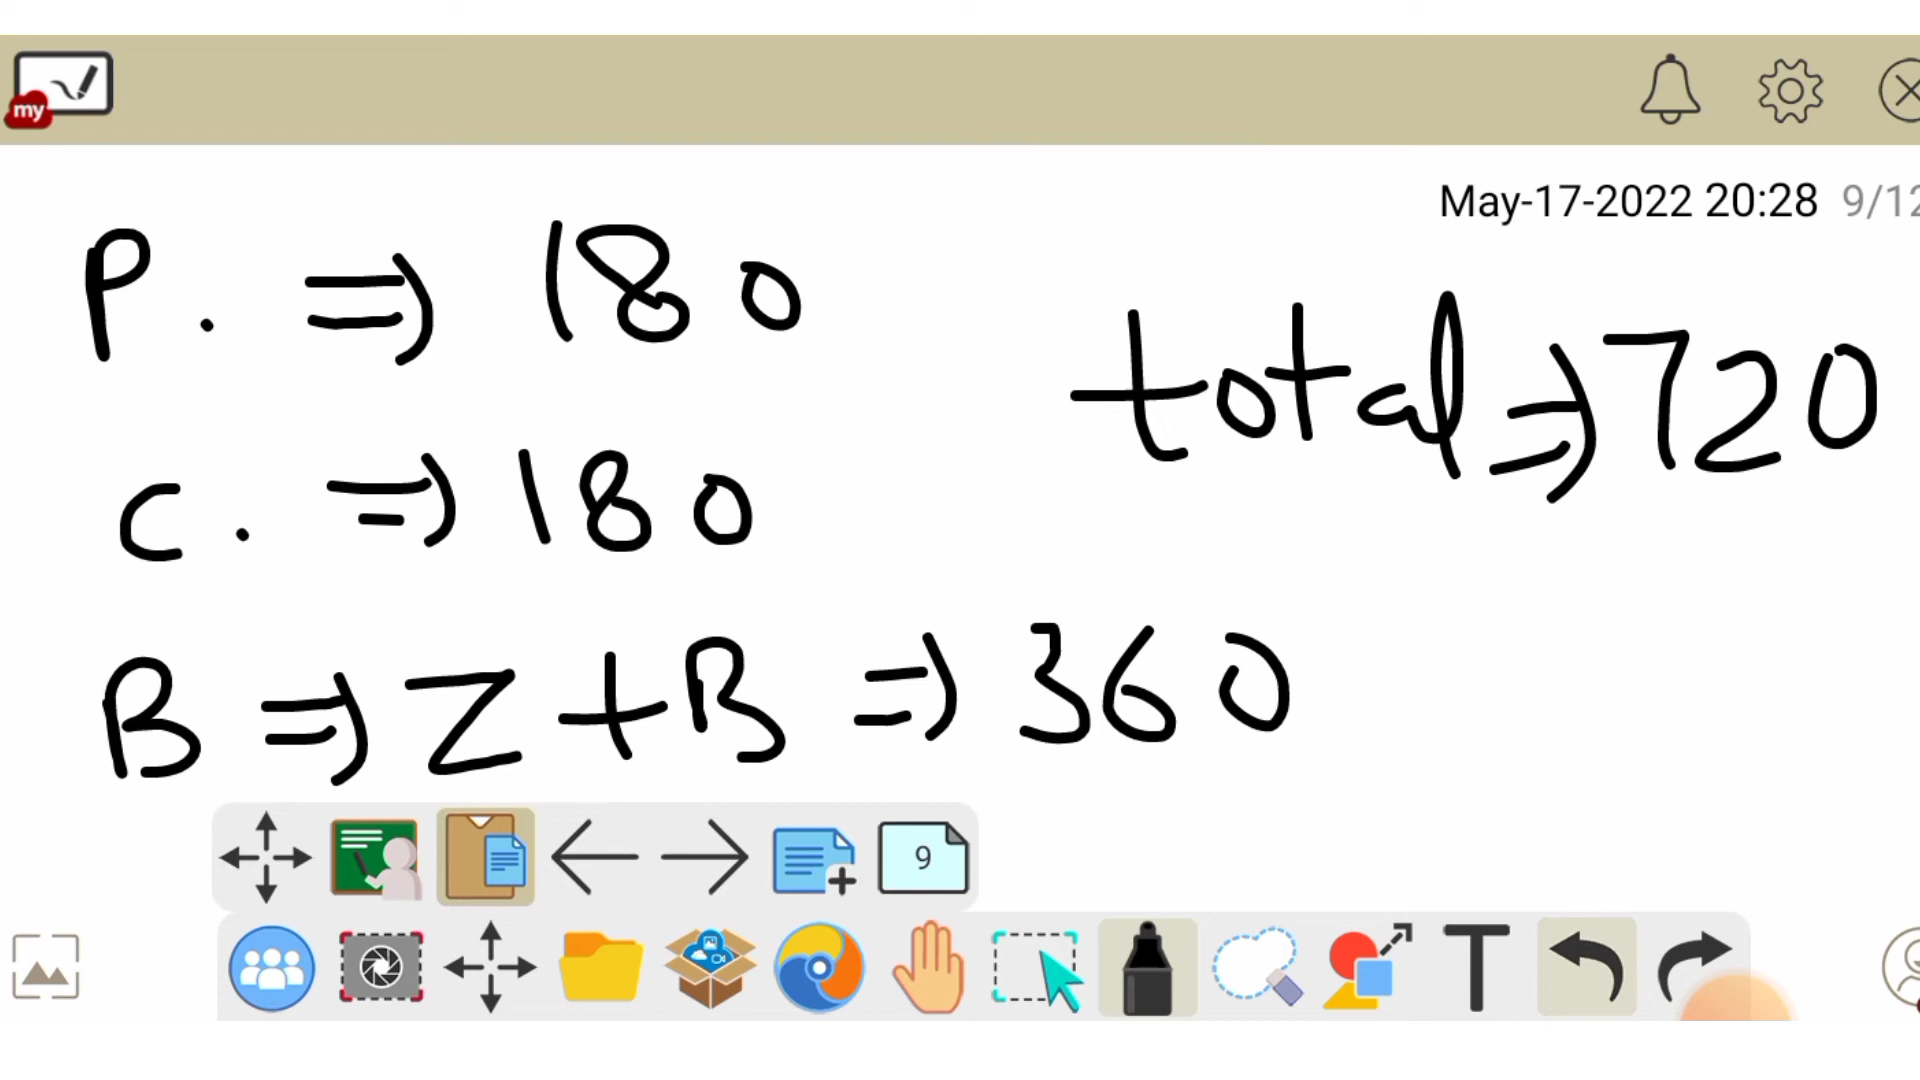 my
May-17-2022 20:28 9/12
P. => 180
total => 720
C. => 180
B => Z + B => 360
9
T